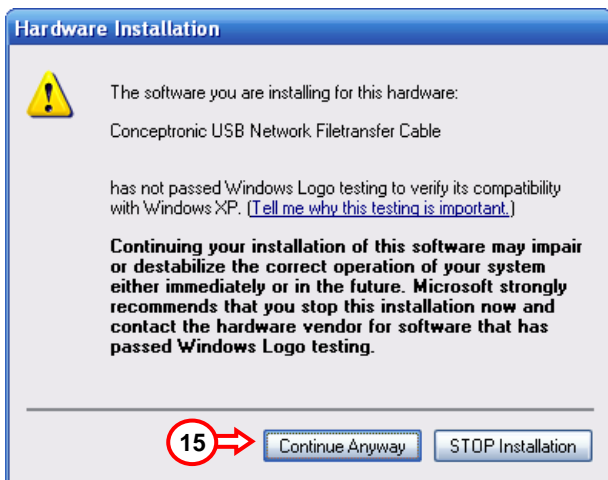 Hardware Installation
The software you are installing for this hardware:
Conceptronic USB Network Filetransfer Cable
has not passed Windows Logo testing to verify its compatibility
with Windows XP. (Tell me why this testing is important.)
Continuing your installation of this software may impair
or destabilize the correct operation of your system
either immediately or in the future. Microsoft strongly
recommends that you stop this installation now and
contact the hardware vendor for software that has
passed Windows Logo testing.
15 Continue Anyway STOP Installation